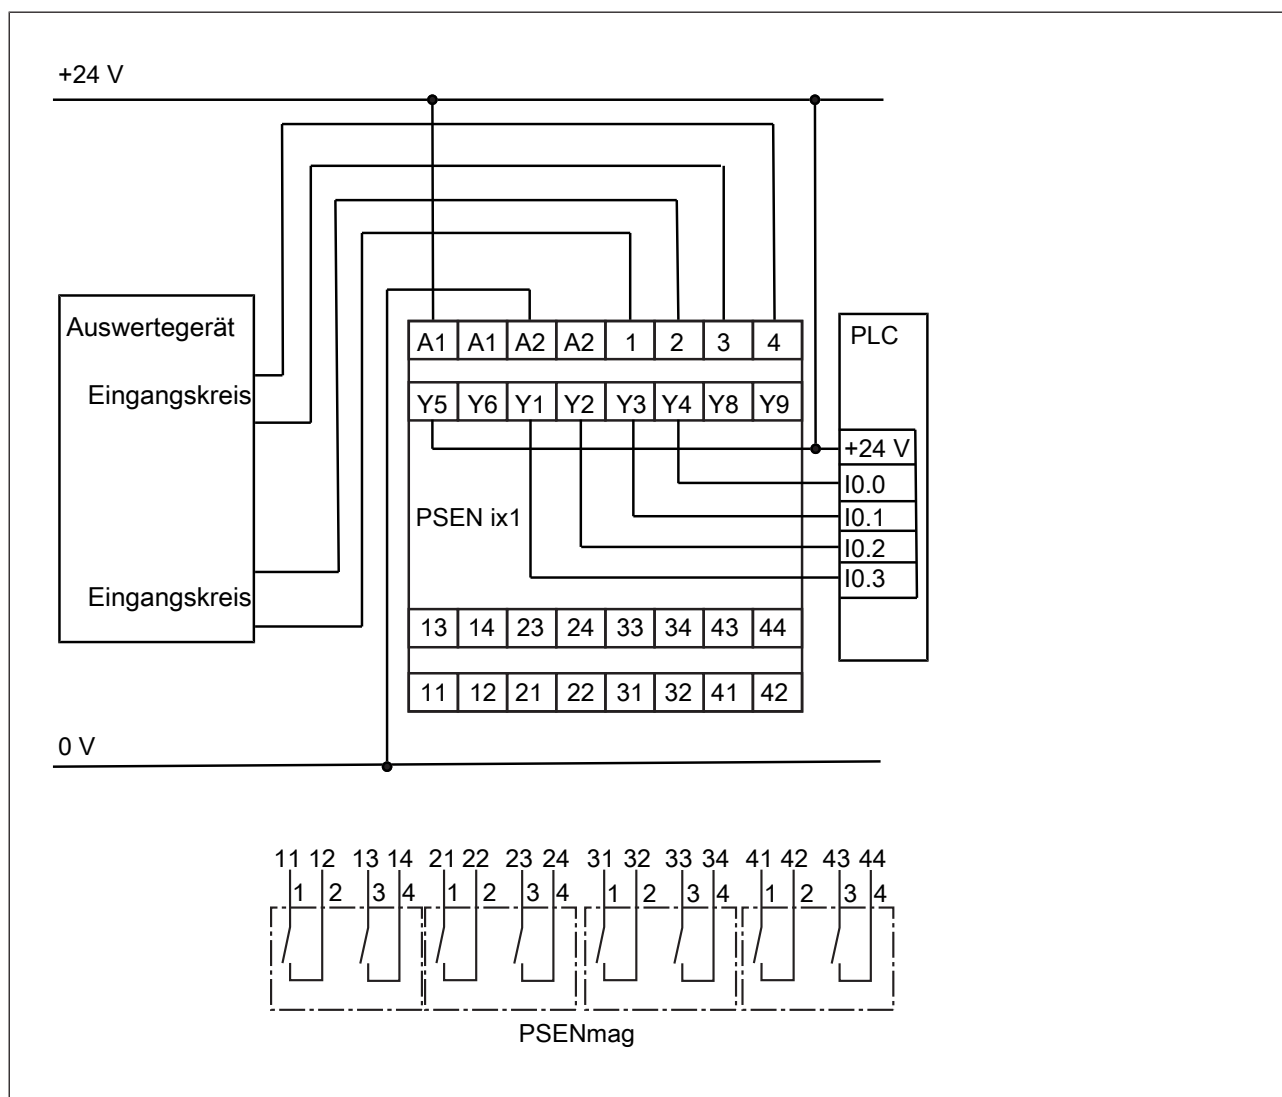 +24 V
Auswertegerät
Eingangskreis
Eingangskreis
A1 A1 A2 A2 1 2 3 4
Y5 Y6 Y1 Y2 Y3 Y4 Y8 Y9
PSEN ix1
13 14 23 24 33 34 43 44
11 12 21 22 31 32 41 42
PLC
+24 V
I0.0
I0.1
I0.2
I0.3
0 V
11 12 13 14 21 22 23 24 31 32 33 34 41 42 43 44
1 2 3 4 1 2 3 4 1 2 3 4 1 2 3 4
PSENmag